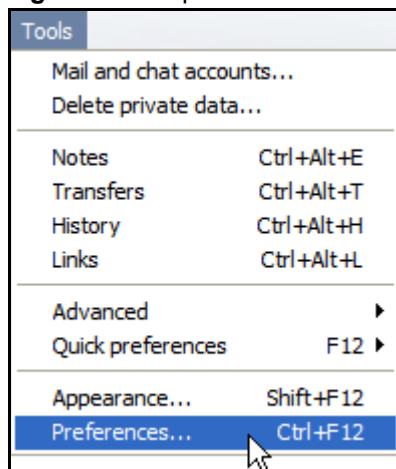 Tools
Mail and chat accounts...
Delete private data...
Notes Ctrl+Alt+E
Transfers Ctrl+Alt+T
History Ctrl+Alt+H
Links Ctrl+Alt+L
Advanced
Quick preferences F12
Appearance... Shift+F12
Preferences... Ctrl+F12